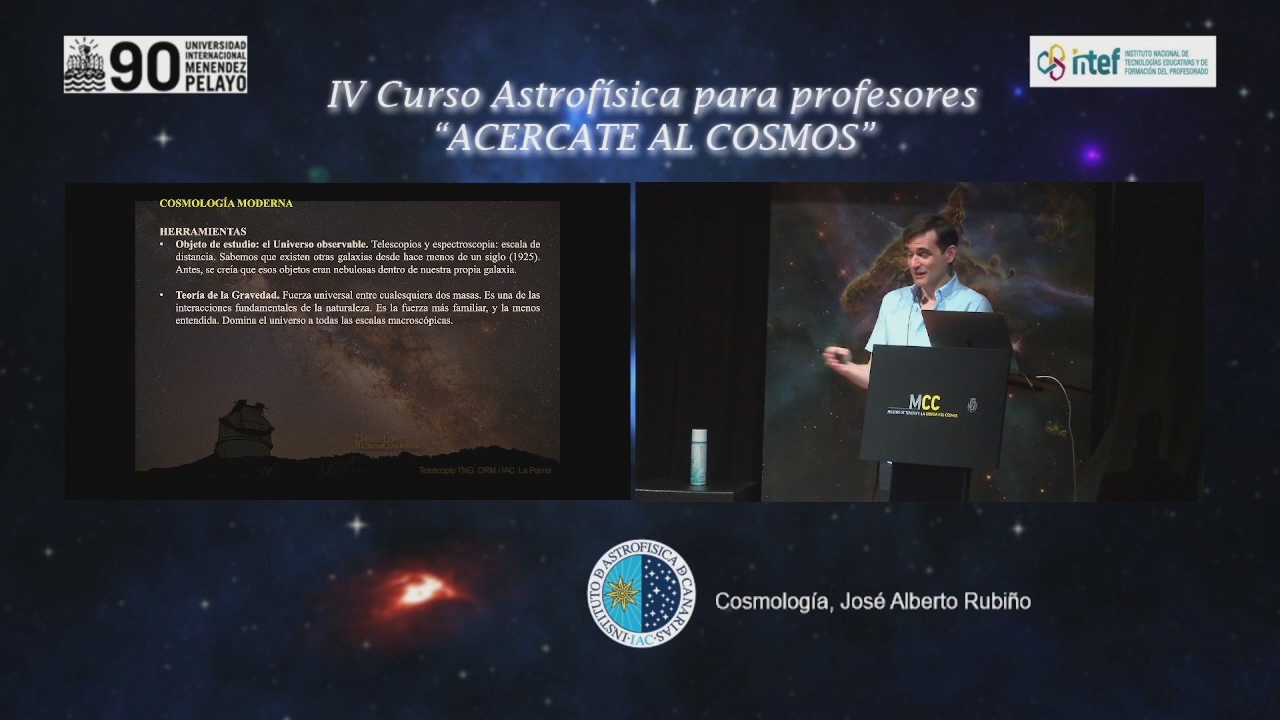 90
UNIVERSIDAD
INTERNACIONAL
MENENDEZ
PELAYO
intef
INSTITUTO NACIONAL DE
TECNOLOGÍAS EDUCATIVAS Y DE
FORMACIÓN DEL PROFESORADO
IV Curso Astrofísica para profesores
“ACERCATE AL COSMOS”
COSMOLOGÍA MODERNA
HERRAMIENTAS
• Objeto de estudio: el Universo observable. Telescopios y espectroscopia: escala de
distancia. Sabemos que existen otras galaxias desde hace menos de un siglo (1925).
Antes, se creía que esos objetos eran nebulosas dentro de nuestra propia galaxia.
• Teoría de la Gravedad. Fuerza universal entre cualesquiera dos masas. Es una de las
interacciones fundamentales de la naturaleza. Es la fuerza más familiar, y la menos
entendida. Domina el universo a todas las escalas macroscópicas.
Telescopio TNG. ORM / IAC. La Palma
MCC
MUSEO DE LA CIENCIA Y EL COSMOS
INSTITUTO D ASTROFISICA D CANARIAS
·IAC·
Cosmología, José Alberto Rubiño